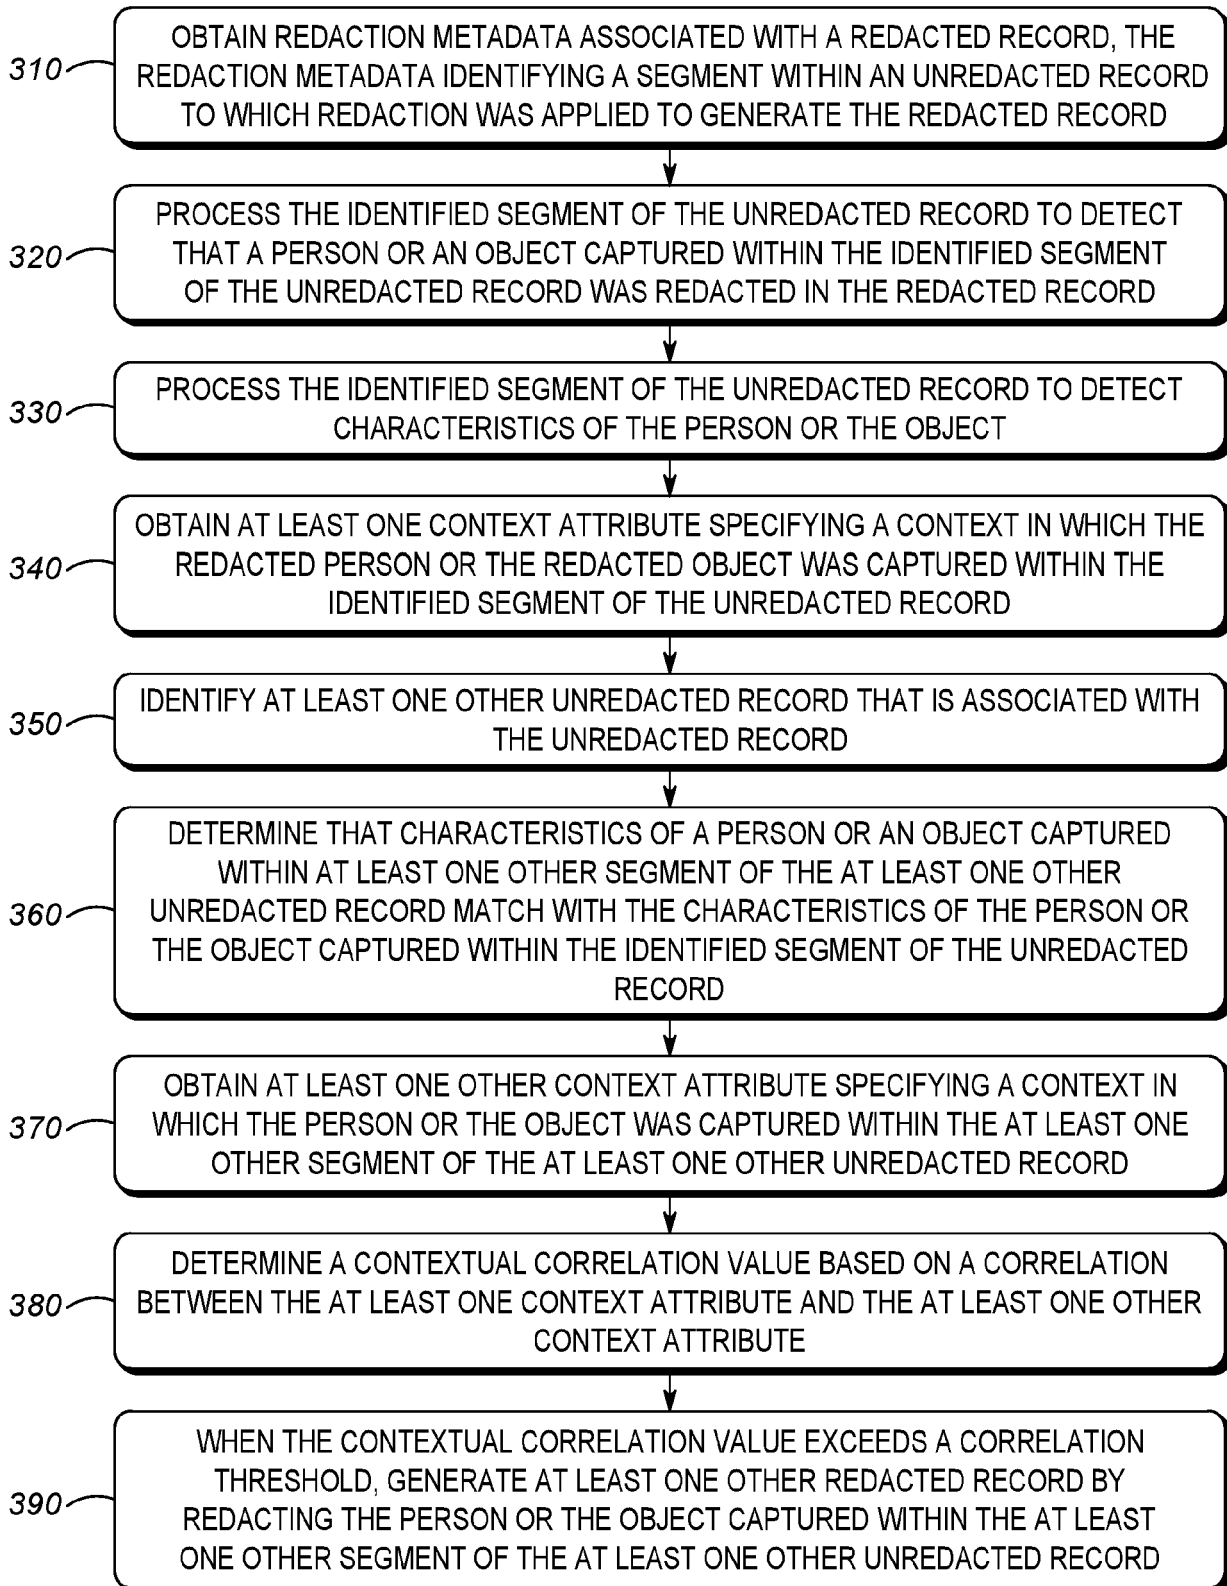 310
OBTAIN REDACTION METADATA ASSOCIATED WITH A REDACTED RECORD, THE
REDACTION METADATA IDENTIFYING A SEGMENT WITHIN AN UNREDACTED RECORD
TO WHICH REDACTION WAS APPLIED TO GENERATE THE REDACTED RECORD
320
PROCESS THE IDENTIFIED SEGMENT OF THE UNREDACTED RECORD TO DETECT
THAT A PERSON OR AN OBJECT CAPTURED WITHIN THE IDENTIFIED SEGMENT
OF THE UNREDACTED RECORD WAS REDACTED IN THE REDACTED RECORD
330
PROCESS THE IDENTIFIED SEGMENT OF THE UNREDACTED RECORD TO DETECT
CHARACTERISTICS OF THE PERSON OR THE OBJECT
340
OBTAIN AT LEAST ONE CONTEXT ATTRIBUTE SPECIFYING A CONTEXT IN WHICH THE
REDACTED PERSON OR THE REDACTED OBJECT WAS CAPTURED WITHIN THE
IDENTIFIED SEGMENT OF THE UNREDACTED RECORD
350
IDENTIFY AT LEAST ONE OTHER UNREDACTED RECORD THAT IS ASSOCIATED WITH
THE UNREDACTED RECORD
360
DETERMINE THAT CHARACTERISTICS OF A PERSON OR AN OBJECT CAPTURED
WITHIN AT LEAST ONE OTHER SEGMENT OF THE AT LEAST ONE OTHER
UNREDACTED RECORD MATCH WITH THE CHARACTERISTICS OF THE PERSON OR
THE OBJECT CAPTURED WITHIN THE IDENTIFIED SEGMENT OF THE UNREDACTED
RECORD
370
OBTAIN AT LEAST ONE OTHER CONTEXT ATTRIBUTE SPECIFYING A CONTEXT IN
WHICH THE PERSON OR THE OBJECT WAS CAPTURED WITHIN THE AT LEAST ONE
OTHER SEGMENT OF THE AT LEAST ONE OTHER UNREDACTED RECORD
380
DETERMINE A CONTEXTUAL CORRELATION VALUE BASED ON A CORRELATION
BETWEEN THE AT LEAST ONE CONTEXT ATTRIBUTE AND THE AT LEAST ONE OTHER
CONTEXT ATTRIBUTE
390
WHEN THE CONTEXTUAL CORRELATION VALUE EXCEEDS A CORRELATION
THRESHOLD, GENERATE AT LEAST ONE OTHER REDACTED RECORD BY
REDACTING THE PERSON OR THE OBJECT CAPTURED WITHIN THE AT LEAST
ONE OTHER SEGMENT OF THE AT LEAST ONE OTHER UNREDACTED RECORD